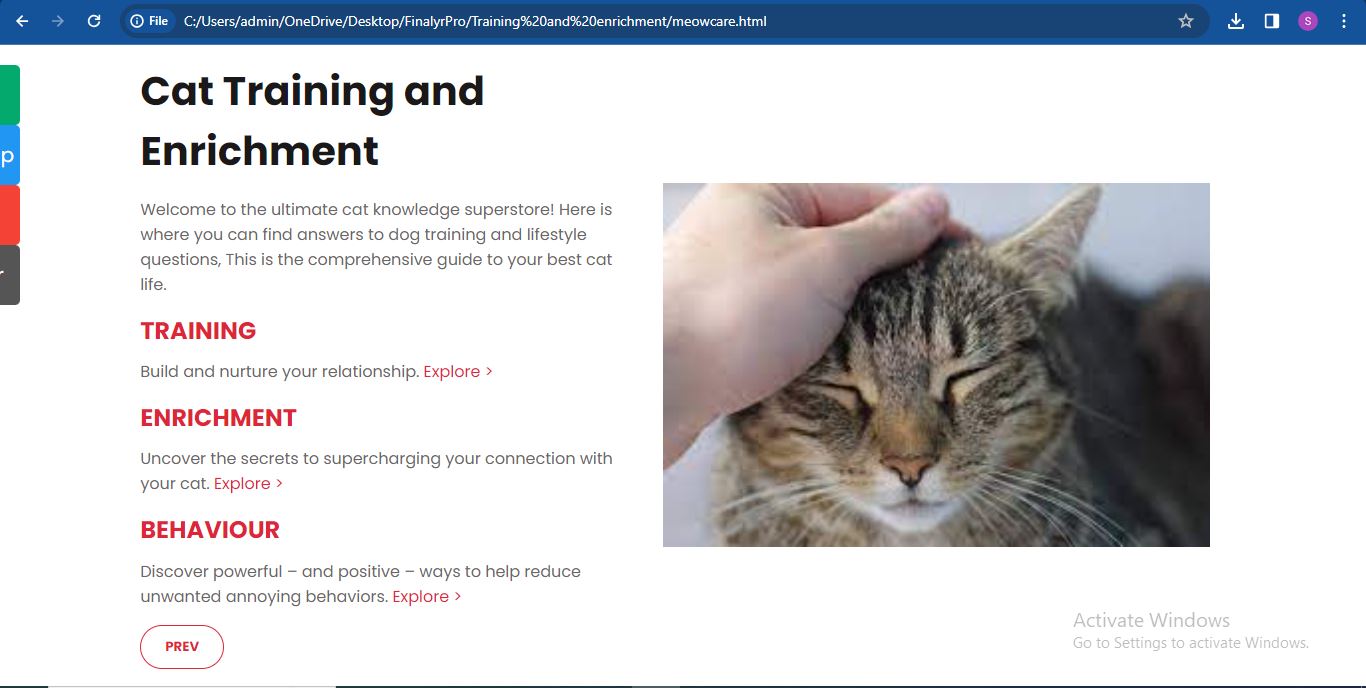 File C:/Users/admin/OneDrive/Desktop/FinalyrPro/Training%20and%20enrichment/meowcare.html
S
Cat Training and
Enrichment
p
Welcome to the ultimate cat knowledge superstore! Here is
where you can find answers to dog training and lifestyle
questions, This is the comprehensive guide to your best cat
life.
r
TRAINING
Build and nurture your relationship. Explore >
ENRICHMENT
Uncover the secrets to supercharging your connection with
your cat. Explore >
BEHAVIOUR
Discover powerful – and positive – ways to help reduce
unwanted annoying behaviors. Explore >
PREV
Activate Windows
Go to Settings to activate Windows.